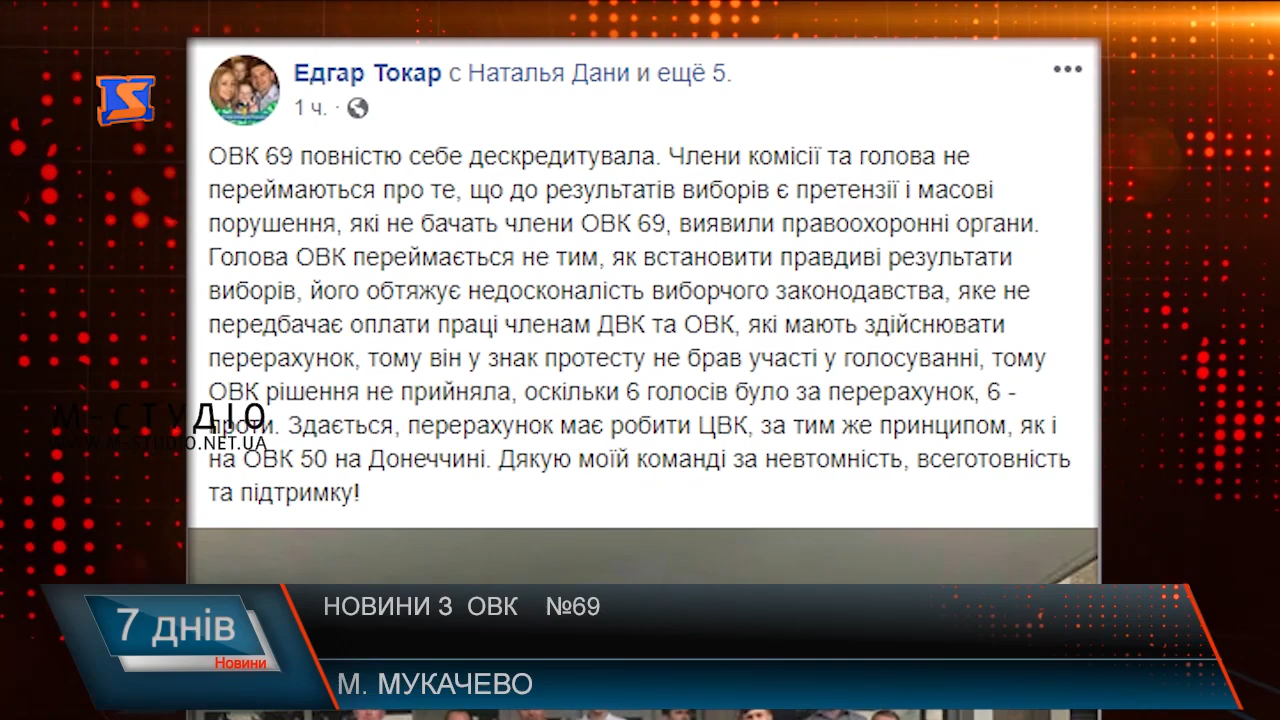 Едгар Токар с Наталья Дани и ещё 5.
1 ч. ·
ОВК 69 повністю себе дескредитувала. Члени комісії та голова не
переймаються про те, що до результатів виборів є претензії і масові
порушення, які не бачать члени ОВК 69, виявили правоохоронні органи.
Голова ОВК переймається не тим, як встановити правдиві результати
виборів, його обтяжує недосконалість виборчого законодавства, яке не
передбачає оплати праці членам ДВК та ОВК, які мають здійснювати
перерахунок, тому він у знак протесту не брав участі у голосуванні, тому
ОВК рішення не прийняла, оскільки 6 голосів було за перерахунок, 6 -
проти. Здається, перерахунок має робити ЦВК, за тим же принципом, як і
на ОВК 50 на Донеччині. Дякую моїй команді за невтомність, всеготовність
та підтримку!
М-СТУДІО
WWW.M-STUDIO.NET.UA
7 днів
Новини
НОВИНИ З ОВК №69
М. МУКАЧЕВО